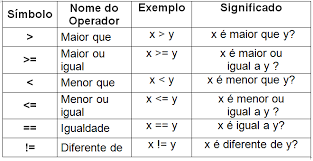 Símbolo Nome do Operador Exemplo Significado
> Maior que x > y x é maior que y?
>= Maior ou igual x >= y x é maior ou igual a y ?
< Menor que x < y x é menor que y?
<= Menor ou igual x <= y x é menor ou igual a y ?
== Igualdade x == y x é igual a y?
!= Diferente de x != y x é diferente de y?